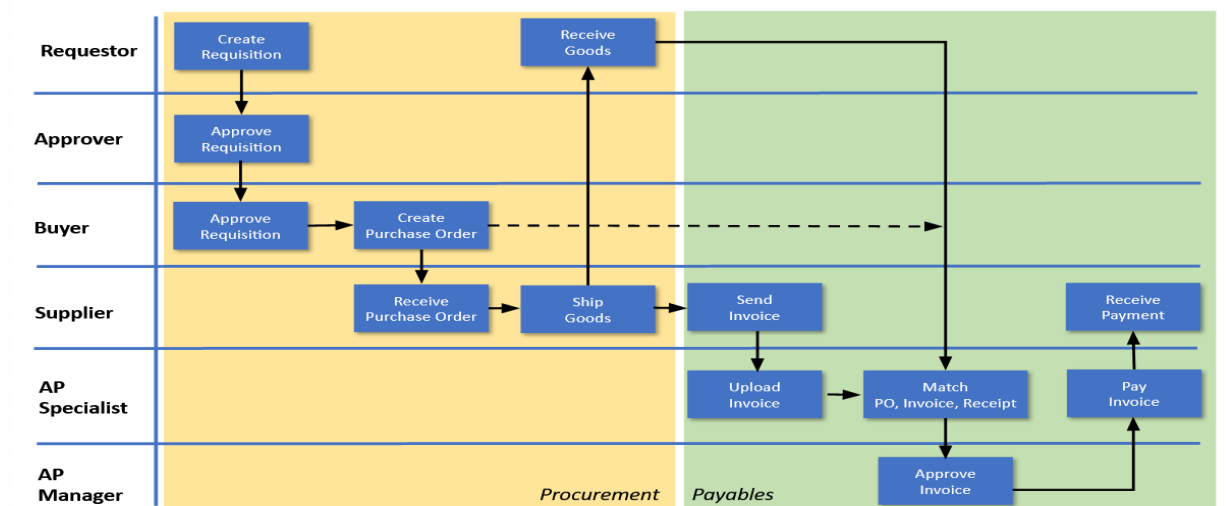 Requestor
Create
Requisition
Receive
Goods
Approver
Approve
Requisition
Buyer
Approve
Requisition
Create
Purchase Order
Supplier
Receive
Purchase Order
Ship
Goods
Send
Invoice
Receive
Payment
AP
Specialist
Upload
Invoice
Match
PO, Invoice, Receipt
Pay
Invoice
AP
Manager
Approve
Invoice
Procurement
Payables